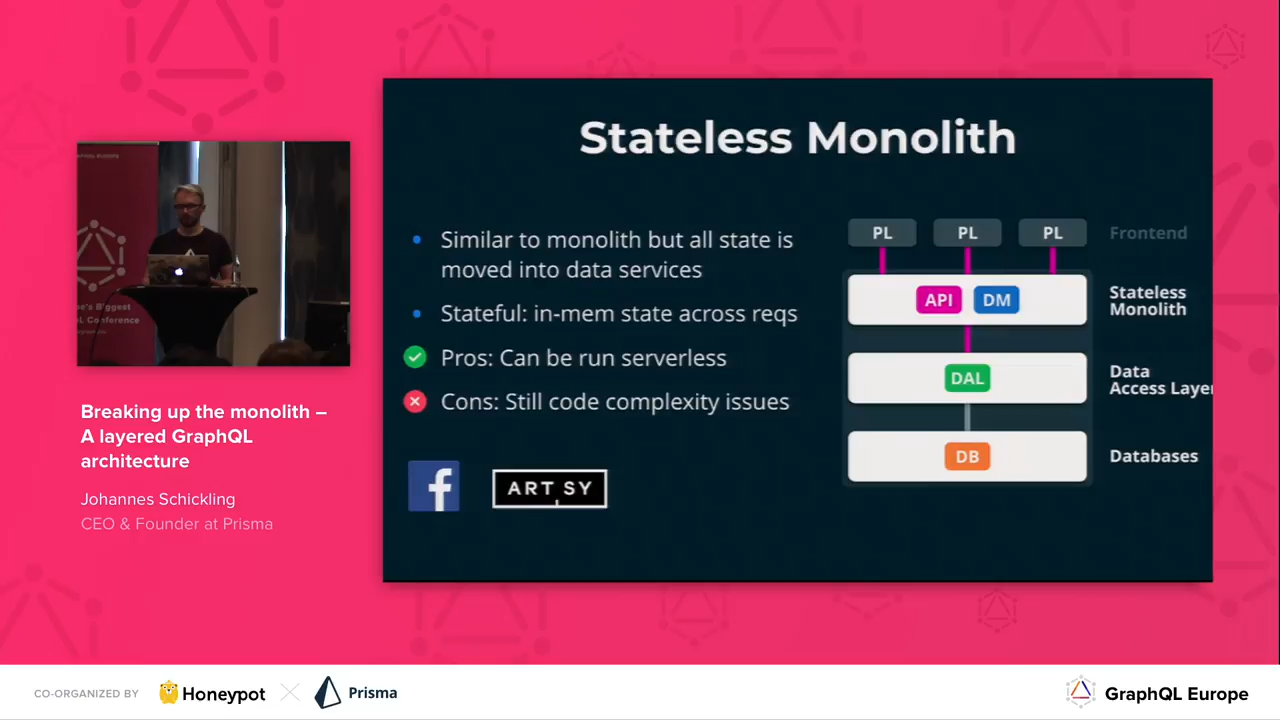 Stateless Monolith
Similar to monolith but all state is
moved into data services
Stateful: in-mem state across reqs
Pros: Can be run serverless
Cons: Still code complexity issues
f
ARTSY
PL PL PL Frontend
API DM Stateless
Monolith
DAL Data
Access Layer
DB Databases
Breaking up the monolith –
A layered GraphQL
architecture
Johannes Schickling
CEO & Founder at Prisma
CO-ORGANIZED BY Honeypot Prisma
GraphQL Europe